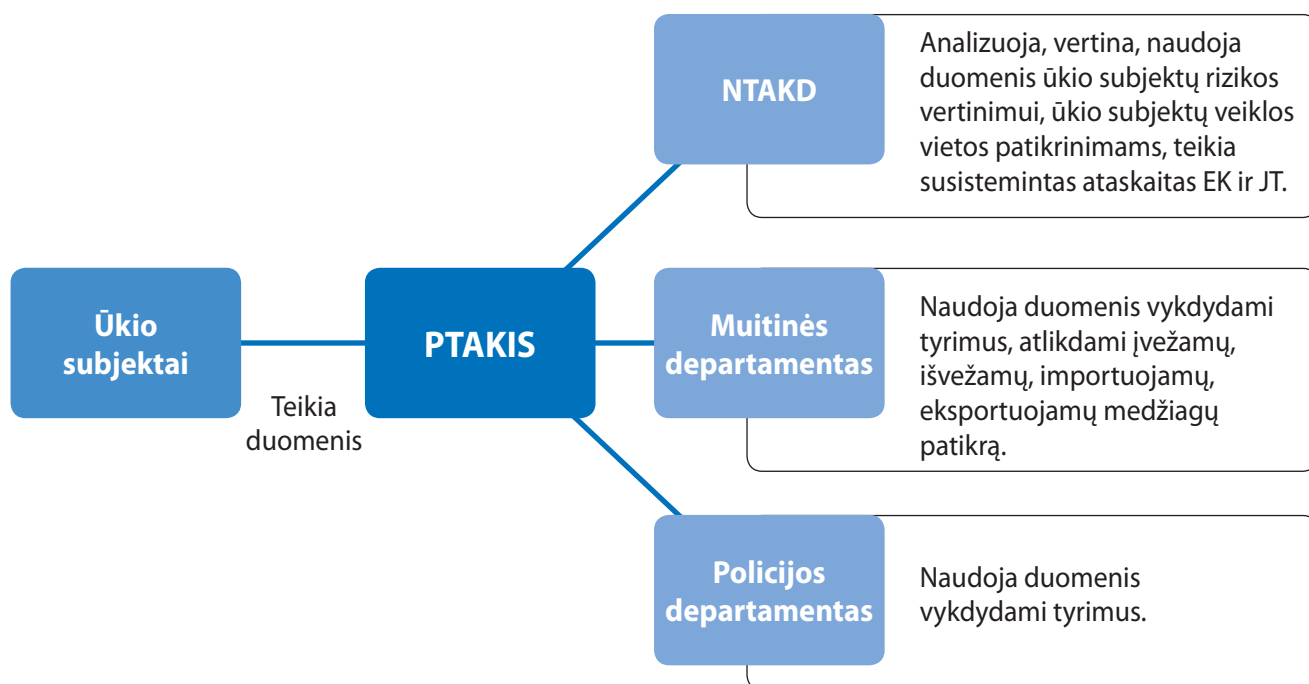 Ūkio
subjektai
Teikia
duomenis
PTAKIS
NTAKD
Analizuoja, vertina, naudoja
duomenis ūkio subjektų rizikos
vertinimui, ūkio subjektų veiklos
vietos patikrinimams, teikia
susistemintas ataskaitas EK ir JT.
Muitinės
departamentas
Naudoja duomenis vykdydami
tyrimus, atlikdami įvežamų,
išvežamų, importuojamų,
eksportuojamų medžiagų
patikrą.
Policijos
departamentas
Naudoja duomenis
vykdydami tyrimus.